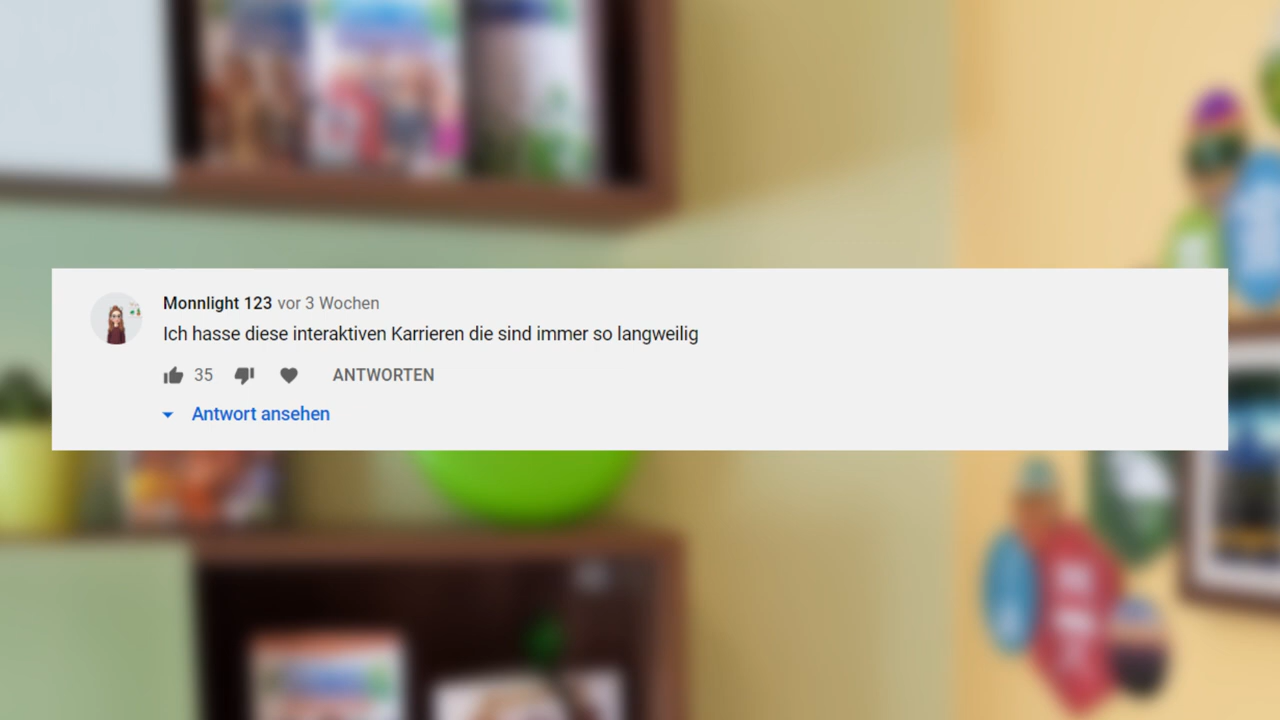 Monnlight 123 vor 3 Wochen
Ich hasse diese interaktiven Karrieren die sind immer so langweilig
35 ANTWORTEN
Antwort ansehen